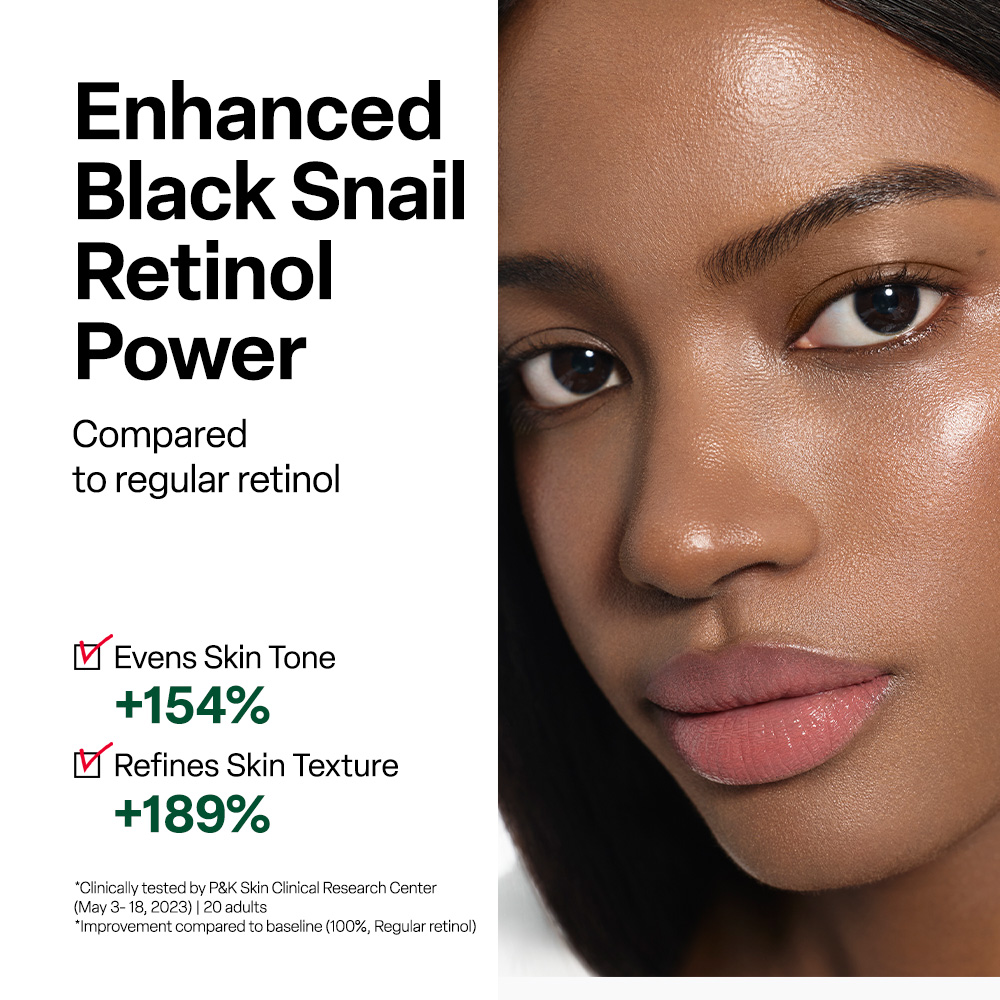 Enhanced
Black Snail
Retinol
Power
Compared
to regular retinol
Evens Skin Tone
+154%
Refines Skin Texture
+189%
*Clinically tested by P&K Skin Clinical Research Center
(May 3- 18, 2023) | 20 adults
*Improvement compared to baseline (100%, Regular retinol)